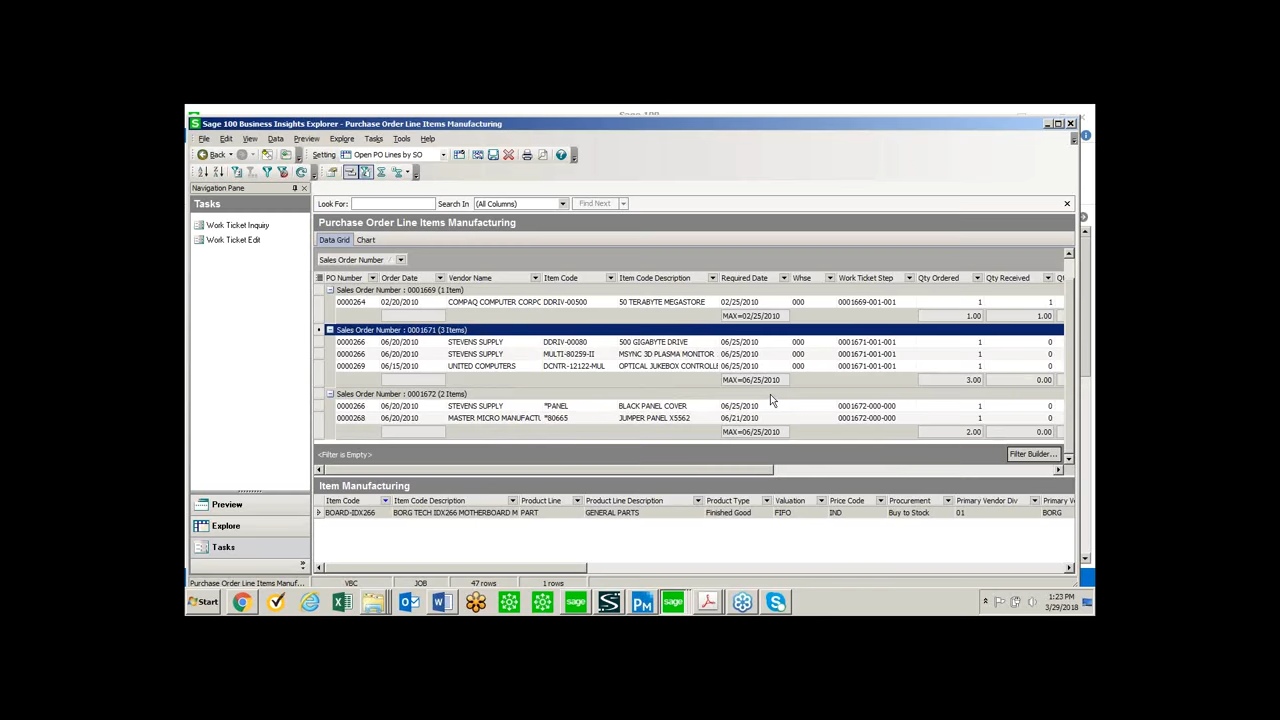 Sage 100
Sage 100 Business Insights Explorer - Purchase Order Line Items Manufacturing
File Edit View Data Preview Explore Tasks Tools Help
Back Setting Open PO Lines by SO
Navigation Pane
Tasks
Look For: Search In (All Columns) Find Next
Work Ticket Inquiry
Work Ticket Edit
Purchase Order Line Items Manufacturing
Data Grid Chart
Sales Order Number
PO Number Order Date Vendor Name Item Code Item Code Description Required Date Whse Work Ticket Step Qty Ordered Qty Received
Sales Order Number : 0001669 (1 Item)
0000264 02/20/2010 COMPAQ COMPUTER CORPC DDRIV-00500 50 TERABYTE MEGASTORE 02/25/2010 000 0001669-001-001 1 1
MAX=02/25/2010 1.00 1.00
Sales Order Number : 0001671 (3 Items)
0000266 06/20/2010 STEVENS SUPPLY DDRIV-00080 500 GIGABYTE DRIVE 06/25/2010 000 0001671-001-001 1 0
0000266 06/20/2010 STEVENS SUPPLY MULTI-80259-II MSYNC 3D PLASMA MONITOR 06/25/2010 000 0001671-001-001 1 0
0000269 06/15/2010 UNITED COMPUTERS DCNTR-12122-MUL OPTICAL JUKEBOX CONTROLLE 06/25/2010 000 0001671-001-001 1 0
MAX=06/25/2010 3.00 0.00
Sales Order Number : 0001672 (2 Items)
0000266 06/20/2010 STEVENS SUPPLY *PANEL BLACK PANEL COVER 06/25/2010 0001672-000-000 1 0
0000268 06/20/2010 MASTER MICRO MANUFACTU *80665 JUMPER PANEL X5562 06/21/2010 0001672-000-000 1 0
MAX=06/25/2010 2.00 0.00
<Filter is Empty> Filter Builder...
Item Manufacturing
Item Code Item Code Description Product Line Product Line Description Product Type Valuation Price Code Procurement Primary Vendor Div Primary V
BOARD-IDX266 BORG TECH IDX266 MOTHERBOARD M PART GENERAL PARTS Finished Good FIFO IND Buy to Stock 01 BORG
Preview
Explore
Tasks
Purchase Order Line Items Manuf... VBC JOB 47 rows 1 rows
Start sage PM sage 1:23 PM
3/29/2018